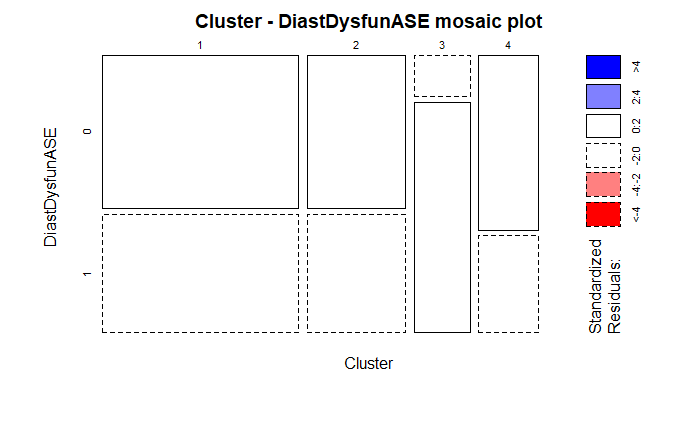 Cluster - DiastDysfunASE mosaic plot
1 2 3 4
DiastDysfunASE
0
1
Cluster
>4
2:4
0:2
-2:0
-4:-2
<-4
Standardized
Residuals: